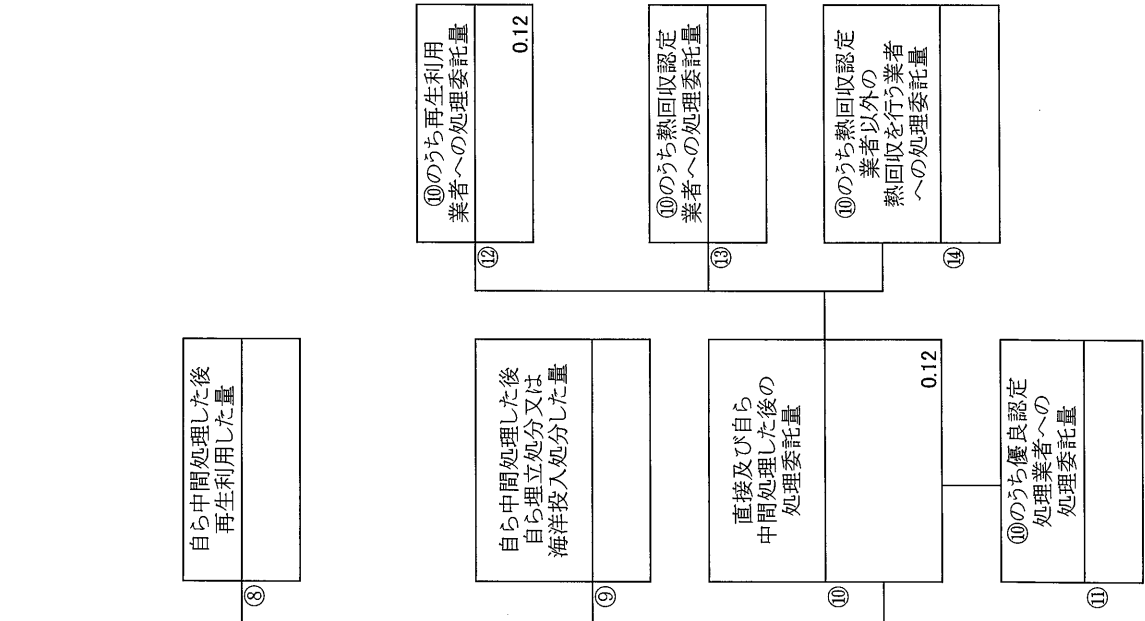 ⑧
自ら中間処理した後
再生利用した量
⑨
自ら中間処理した後
自ら埋立処分又は
海洋投入処分した量
⑩
直接及び自ら
中間処理した後の
処理委託量
0.12
⑪
⑩のうち優良認定
処理業者への
処理委託量
⑫
⑩のうち再生利用
業者への処理委託量
0.12
⑬
⑩のうち熱回収認定
業者への処理委託量
⑭
⑩のうち熱回収認定
業者以外の
熱回収を行う業者
への処理委託量